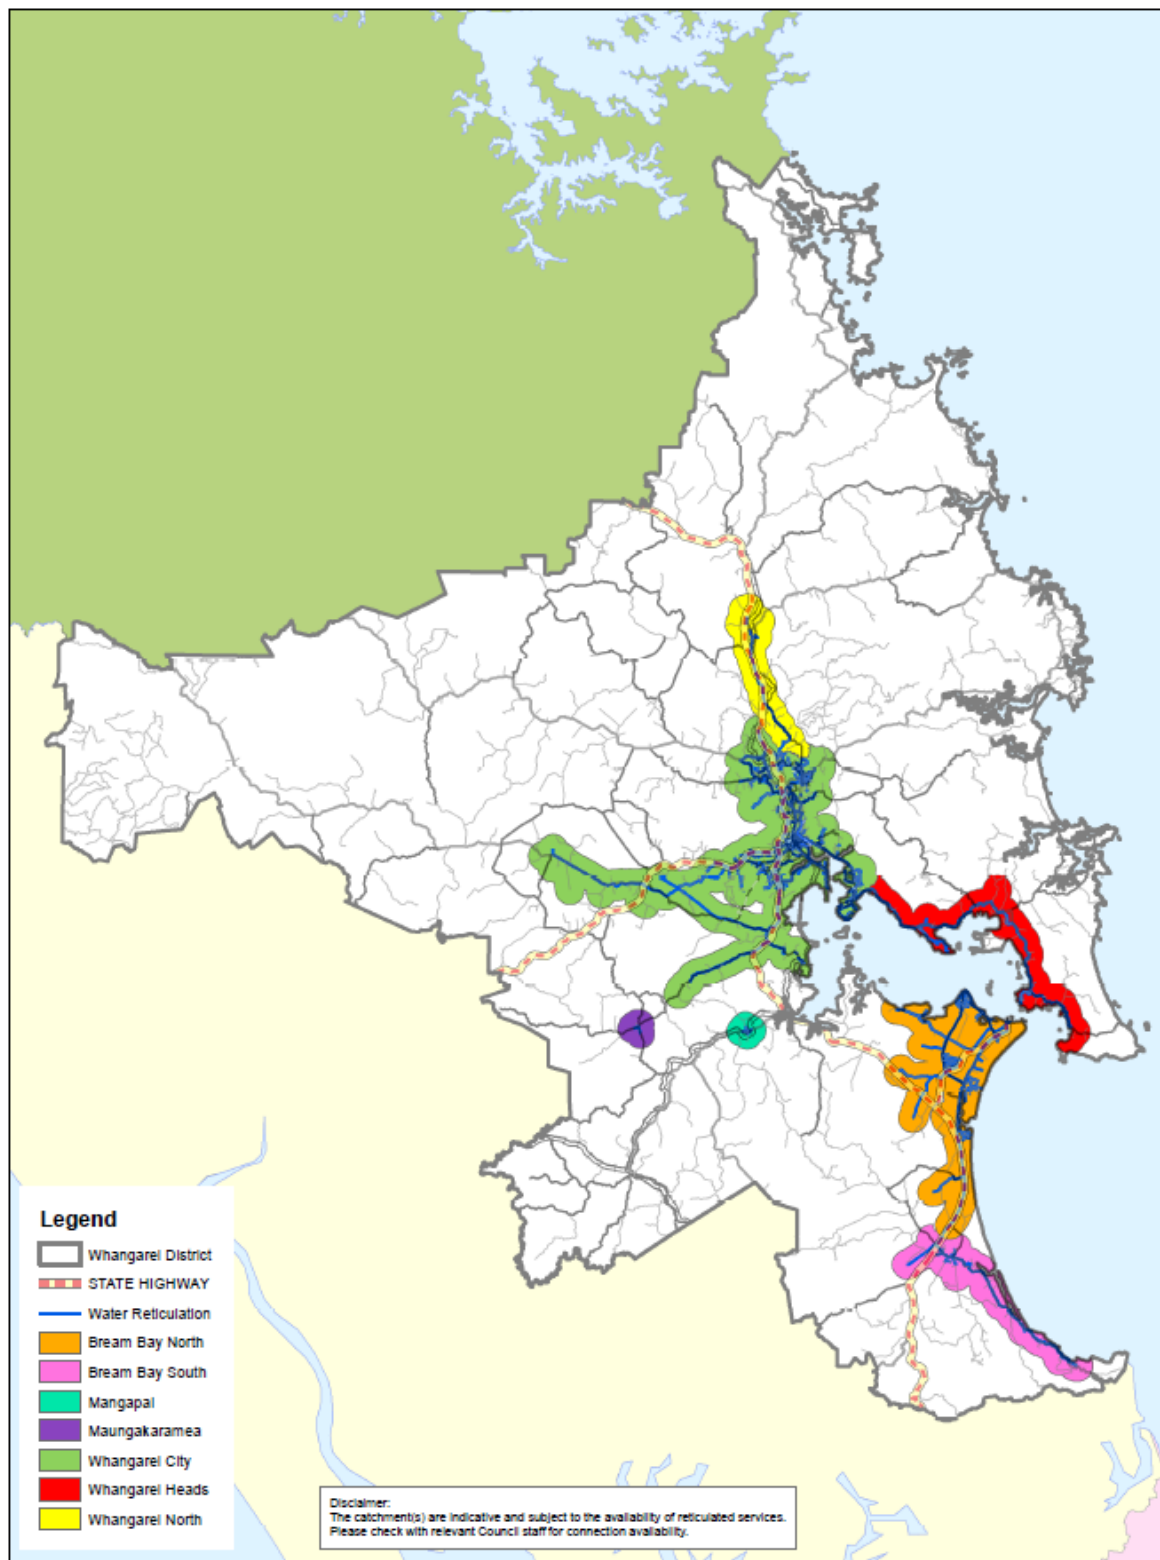 Legend
Whangarei District
STATE HIGHWAY
Water Reticulation
Bream Bay North
Bream Bay South
Mangapai
Maungakaramea
Whangarei City
Whangarei Heads
Whangarei North
Disclaimer:
The catchment(s) are indicative and subject to the availability of reticulated services.
Please check with relevant Council staff for connection availability.